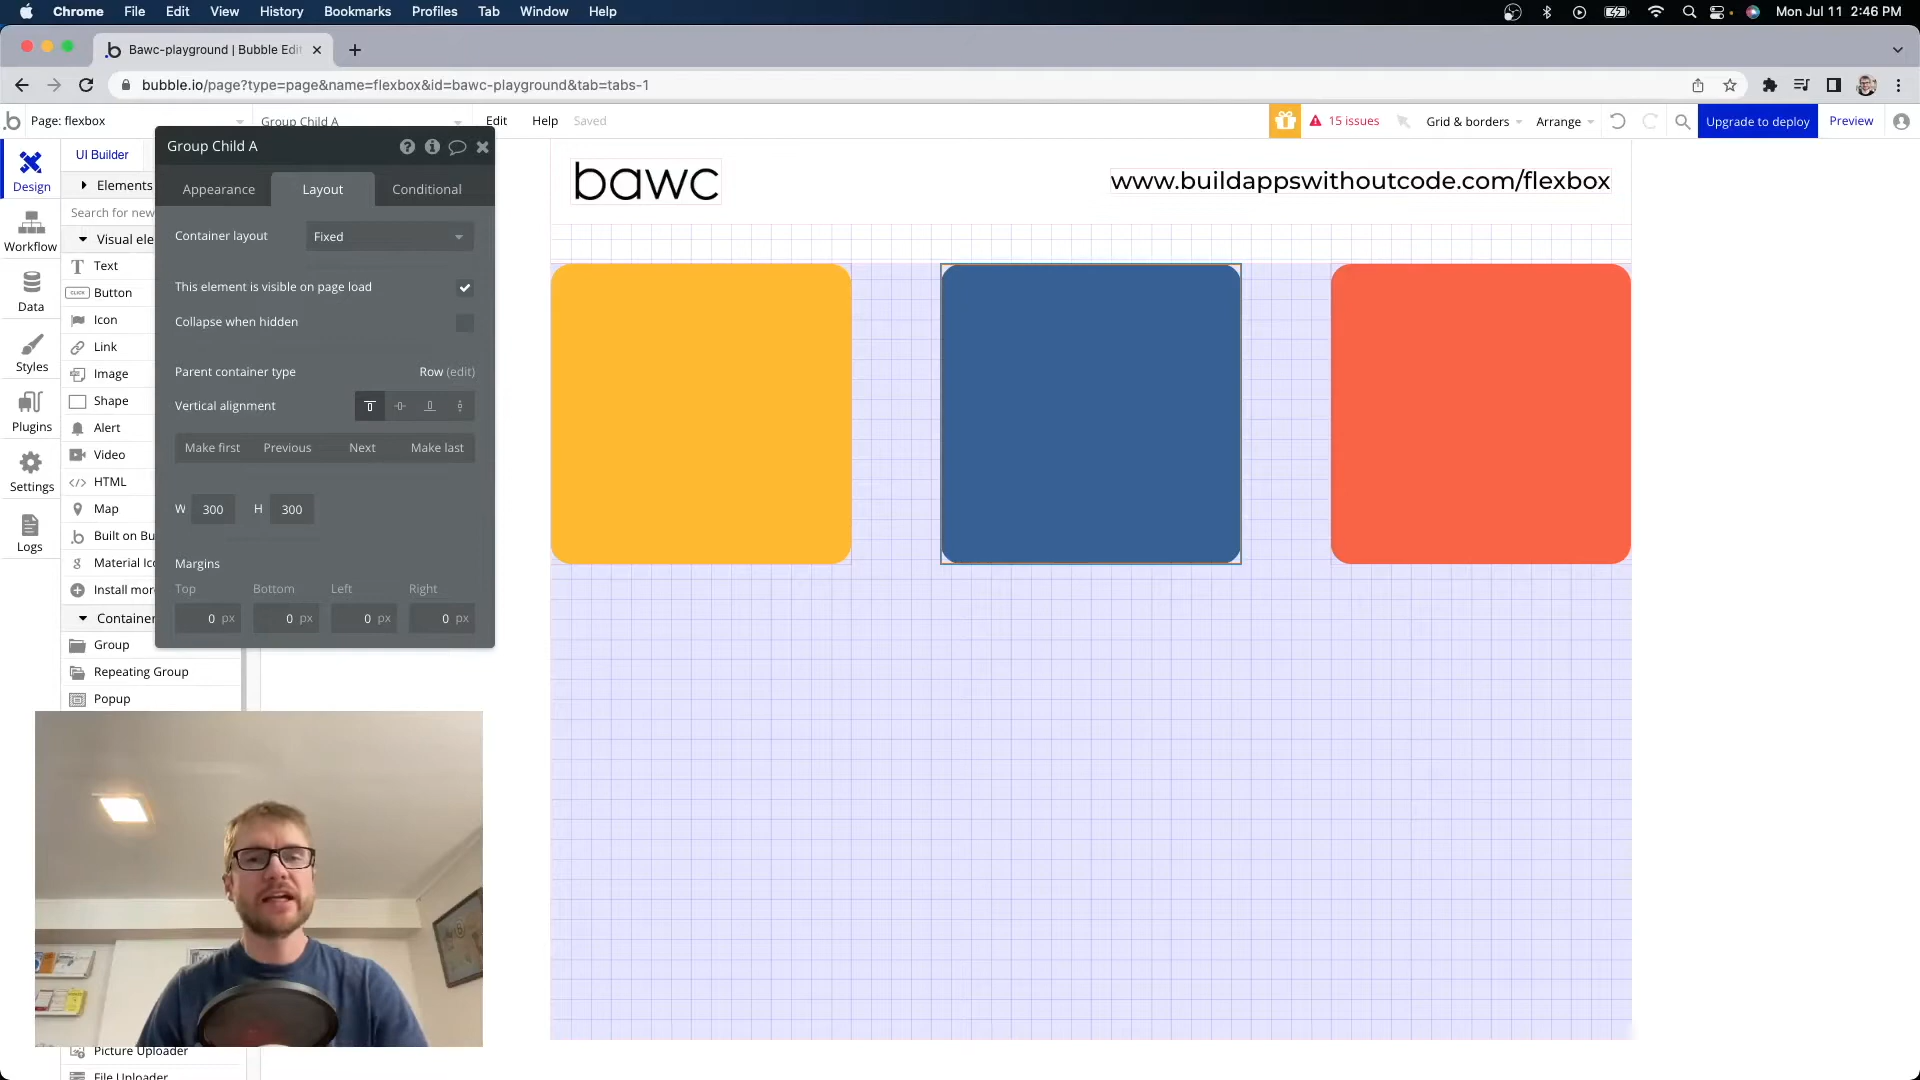 Chrome File Edit View History Bookmarks Profiles Tab Window Help
Mon Jul 11 2:46 PM
Bawc-playground | Bubble Edit
bubble.io/page?type=page&name=flexbox&id=bawc-playground&tab=tabs-1
Page: flexbox
Group Child A
Edit Help Saved
15 issues
Grid & borders
Arrange
Upgrade to deploy
Preview
Design
Workflow
Data
Styles
Plugins
Settings
Logs
UI Builder
Elements
Search for new
Visual ele
Text
Button
Icon
Link
Image
Shape
Alert
Video
HTML
Map
Built on Bu
Material Ico
Install mor
Container
Group
Repeating Group
Popup
Picture Uploader
File Uploader
Group Child A
Appearance Layout Conditional
Container layout Fixed
This element is visible on page load
Collapse when hidden
Parent container type Row (edit)
Vertical alignment
Make first Previous Next Make last
W 300 H 300
Margins
Top Bottom Left Right
0 px 0 px 0 px 0 px
bawc
www.buildappswithoutcode.com/flexbox